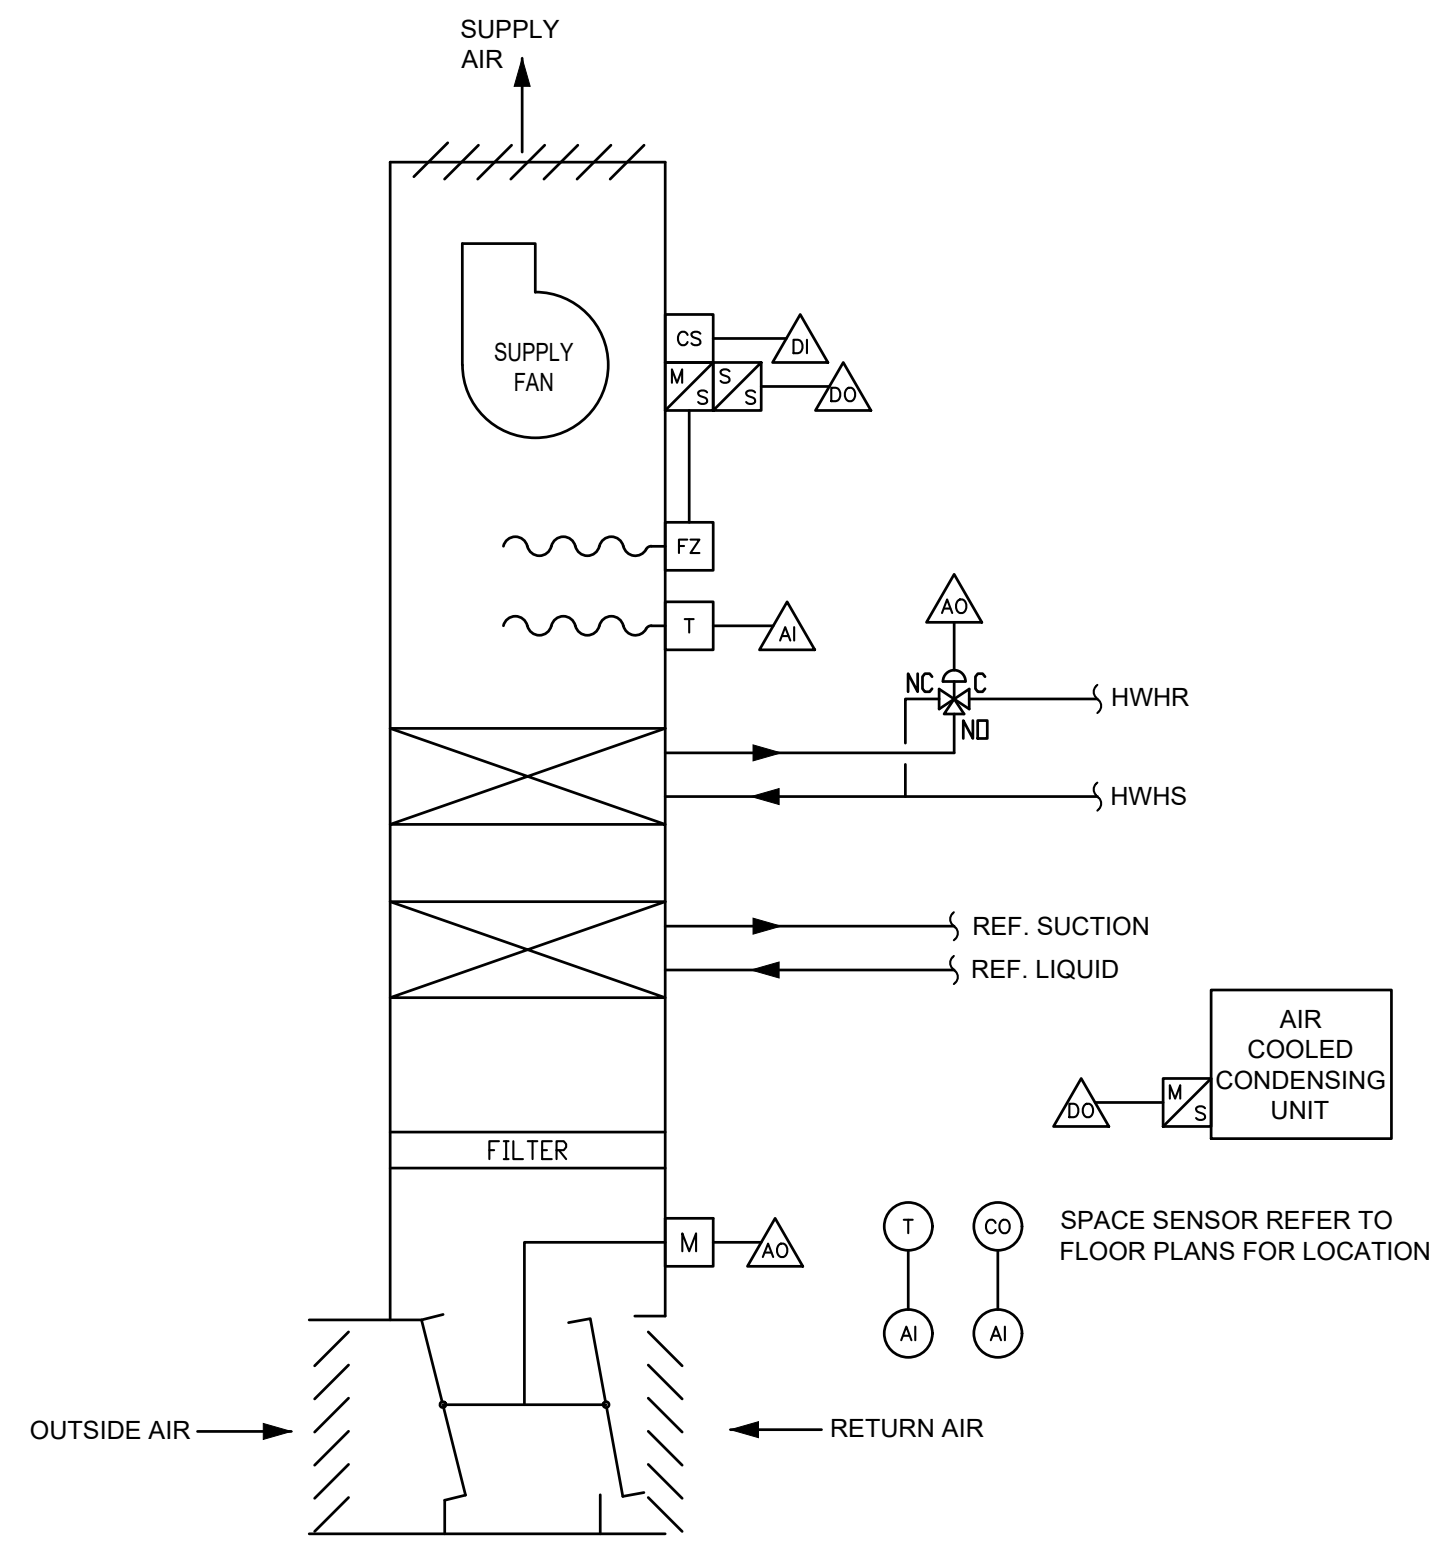 SUPPLY
AIR
SUPPLY
FAN
CS
DI
M
S
S
S
DO
FZ
T
AI
AO
NC
C
HWHR
NO
HWHS
REF. SUCTION
REF. LIQUID
AIR
COOLED
CONDENSING
UNIT
M
S
DO
FILTER
M
AO
T
CO
SPACE SENSOR REFER TO
FLOOR PLANS FOR LOCATION
AI
AI
OUTSIDE AIR
RETURN AIR